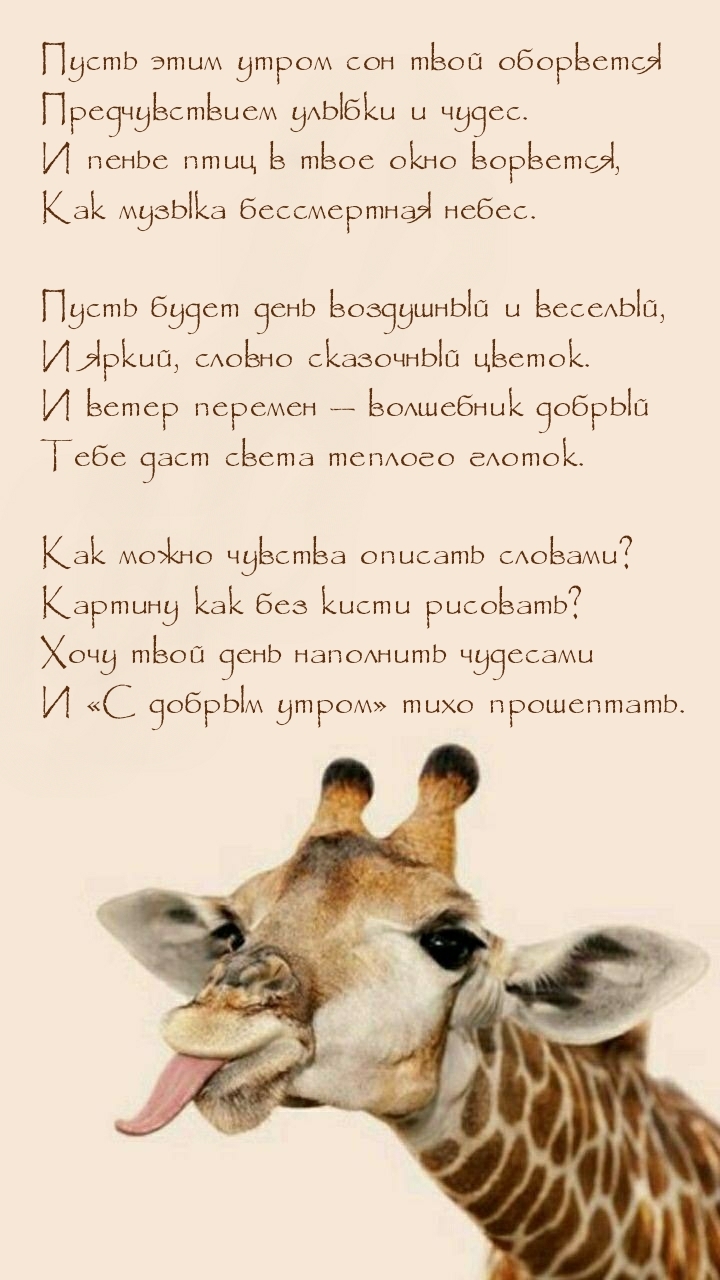 Пусть этим утром сон твой оборвется
Предчувствием улыбки и чудес.
И пенье птиц в твое окно ворвется,
Как музыка бессмертная небес.
Пусть будет день воздушный и веселый,
И яркий, словно сказочный цветок.
И ветер перемен — волшебник добрый
Тебе даст света теплого глоток.
Как можно чувства описать словами?
Картину как без кисти рисовать?
Хочу твой день наполнить чудесами
И «С добрым утром» тихо прошептать.